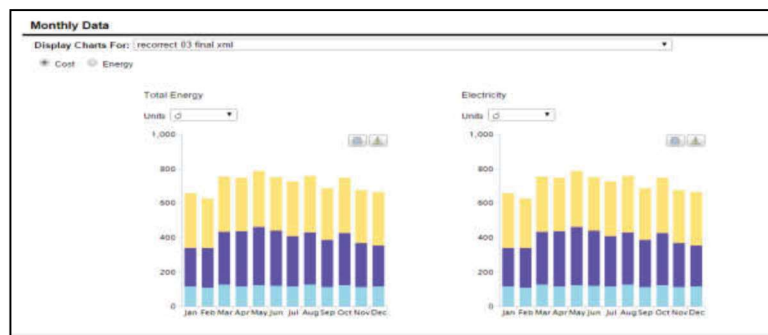 Monthly Data
Display Charts For: recorrect 03 final xml
Cost Energy
Total Energy
Units
1,000
800
600
400
200
0
Jan Feb Mar Apr May Jun Jul Aug Sep Oct Nov Dec
Electricity
Units
1,000
800
600
400
200
0
Jan Feb Mar Apr May Jun Jul Aug Sep Oct Nov Dec